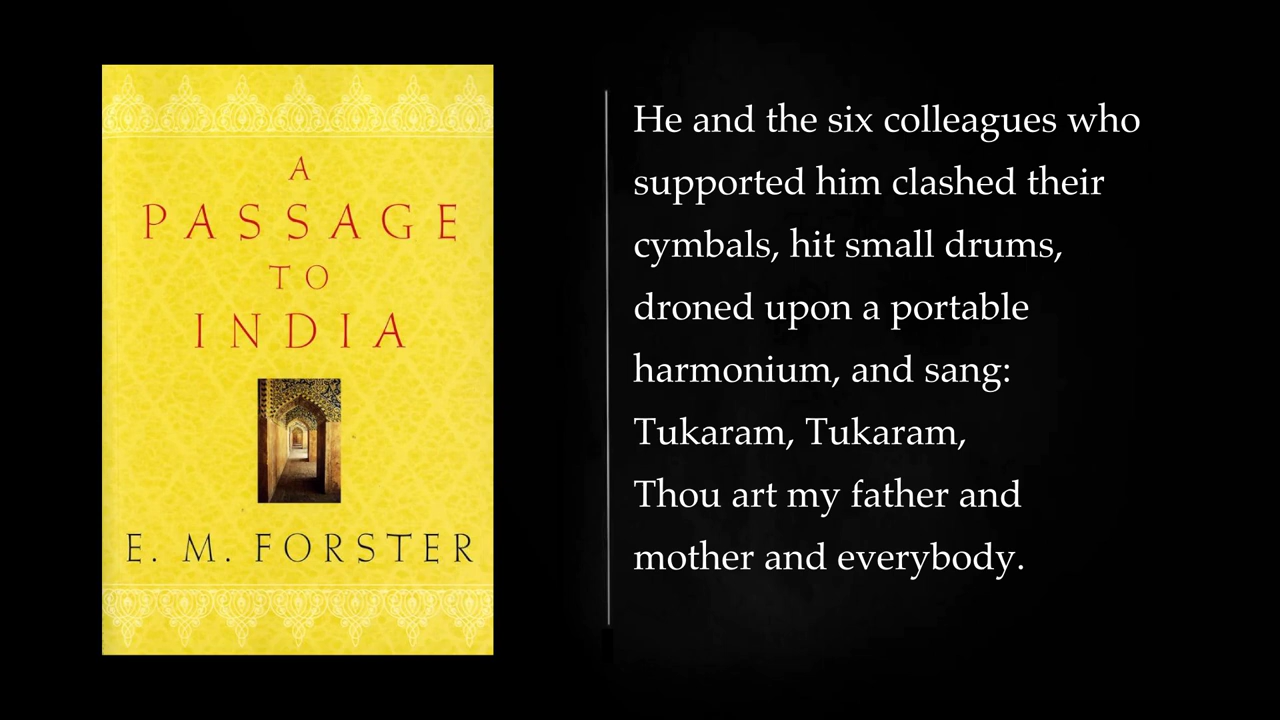 A
PASSAGE
TO
INDIA
E. M. FORSTER
He and the six colleagues who
supported him clashed their
cymbals, hit small drums,
droned upon a portable
harmonium, and sang:
Tukaram, Tukaram,
Thou art my father and
mother and everybody.